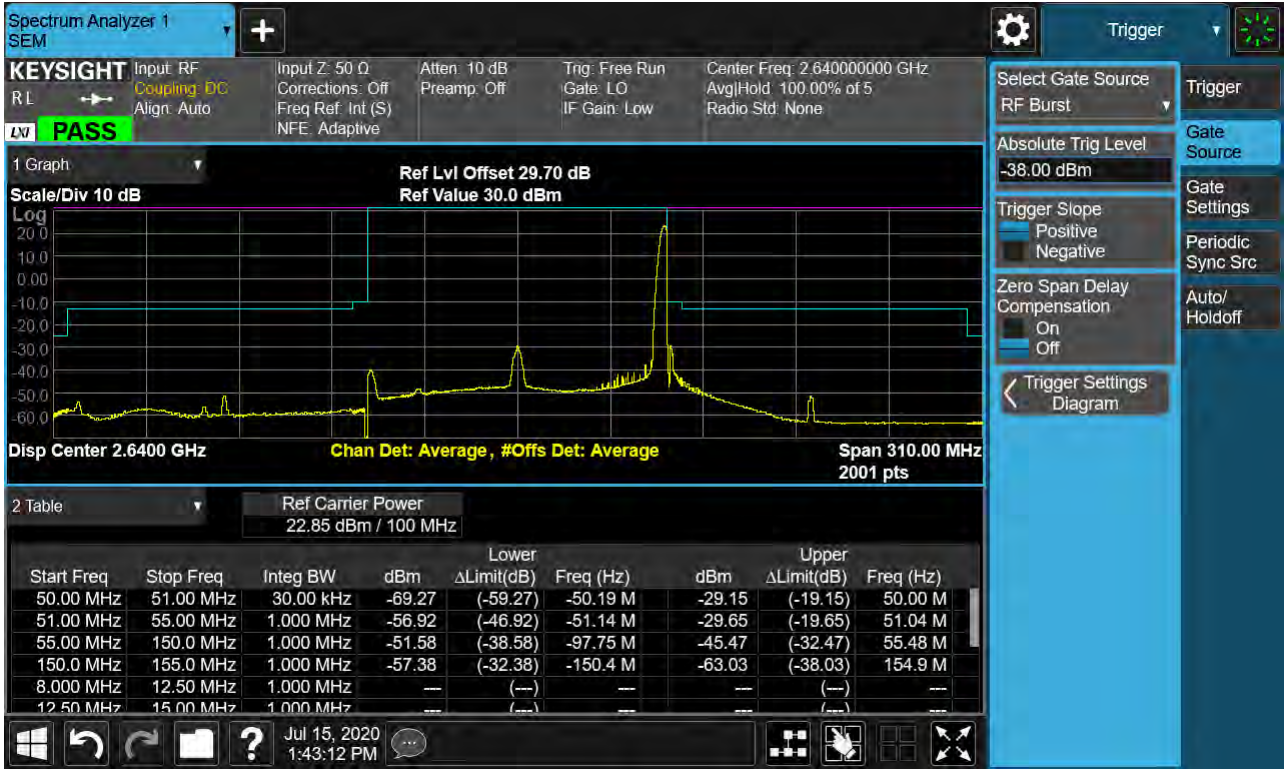 Spectrum Analyzer 1
SEM
+
Trigger
KEYSIGHT
R L
LXI PASS
Input: RF
Coupling: DC
Align: Auto
Input Z: 50 Ω
Corrections: Off
Freq Ref: Int (S)
NFE: Adaptive
Atten: 10 dB
Preamp: Off
Trig: Free Run
Gate: LO
IF Gain: Low
Center Freq: 2.640000000 GHz
Avg|Hold: 100.00% of 5
Radio Std: None
1 Graph
Scale/Div 10 dB
Ref Lvl Offset 29.70 dB
Ref Value 30.0 dBm
Log
20.0
10.0
0.00
-10.0
-20.0
-30.0
-40.0
-50.0
-60.0
Disp Center 2.6400 GHz
Chan Det: Average, #Offs Det: Average
Span 310.00 MHz
2001 pts
2 Table
Ref Carrier Power
22.85 dBm / 100 MHz
Lower Upper
Start Freq Stop Freq Integ BW dBm ΔLimit(dB) Freq (Hz) dBm ΔLimit(dB) Freq (Hz)
50.00 MHz 51.00 MHz 30.00 kHz -69.27 (-59.27) -50.19 M -29.15 (-19.15) 50.00 M
51.00 MHz 55.00 MHz 1.000 MHz -56.92 (-46.92) -51.14 M -29.65 (-19.65) 51.04 M
55.00 MHz 150.0 MHz 1.000 MHz -51.58 (-38.58) -97.75 M -45.47 (-32.47) 55.48 M
150.0 MHz 155.0 MHz 1.000 MHz -57.38 (-32.38) -150.4 M -63.03 (-38.03) 154.9 M
8.000 MHz 12.50 MHz 1.000 MHz --- (---) --- --- (---) ---
12.50 MHz 15.00 MHz 1.000 MHz --- (---) --- --- (---) ---
Select Gate Source
RF Burst
Absolute Trig Level
-38.00 dBm
Trigger Slope
Positive
Negative
Zero Span Delay
Compensation
On
Off
Trigger Settings
Diagram
Trigger
Gate
Source
Gate
Settings
Periodic
Sync Src
Auto/
Holdoff
?
Jul 15, 2020
1:43:12 PM